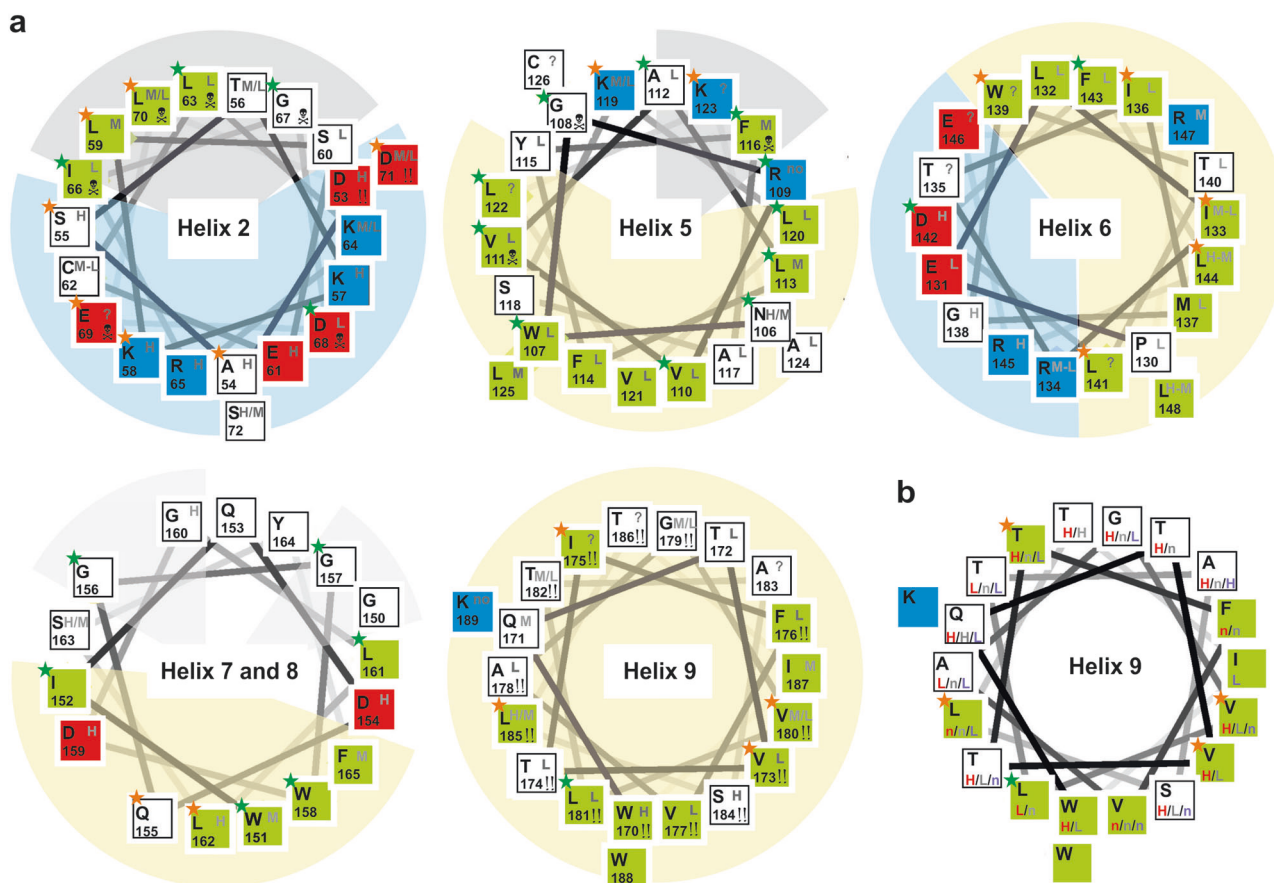 a
Helix 2
L L
63
T M/L
56
G
67
L M/L
70
S L
60
L M
59
D M/L
71 !!
I L
66
D H
53 !!
S H
55
K M/L
64
C M-L
62
K H
57
E ?
69
D L
68
K H
58
R H
65
A H
54
E H
61
S H/M
72
Helix 5
C ?
126
K M/I
119
A L
112
K ?
123
G
108
F M
116
Y L
115
R no
109
L ?
122
L L
120
V L
111
L M
113
S
118
N H/M
106
W L
107
A L
117
A L
124
L M
125
F L
114
V L
121
V L
110
Helix 6
W ?
139
L L
132
F L
143
I L
136
E ?
146
R M
147
T ?
135
T L
140
D H
142
I M-L
133
E L
131
L H-M
144
G H
138
M L
137
R H
145
P L
130
R M-L
134
L ?
141
L H-M
148
Helix 7 and 8
G H
160
Q
153
Y
164
G
156
G
157
S H/M
163
G
150
I
152
L
161
D H
159
D H
154
F M
165
Q
155
L H
162
W M
151
W
158
Helix 9
T ?
186 !!
G M/L
179 !!
T L
172
I ?
175 !!
A ?
183
T M/L
182 !!
K no
189
Q M
171
F L
176 !!
A L
178 !!
I M
187
L H/M
185 !!
V M/L
180 !!
T L
174 !!
V L
173 !!
L L
181 !!
W H
170 !!
V L
177 !!
S H
184 !!
W
188
b
Helix 9
T
H/n/L
T
H/H
G
H/n/L
T
H/n
T
L/n/L
A
H/n/H
K
Q
H/H/L
F
n/n
A
L/n/L
I
L
L
n/n/L
V
H/L/n
T
H/L/n
V
H/L
L
L/n
W
H/L
V
n/n/n
S
H/L/n
W